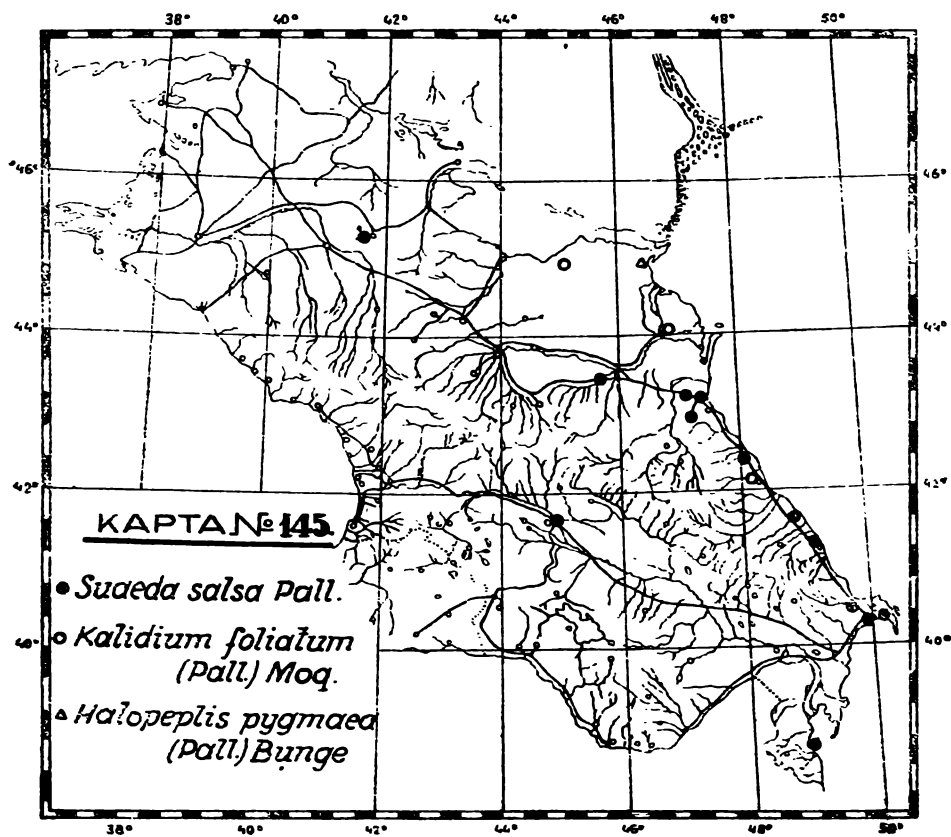 38° 40° 42° 44° 46° 48° 50°
46° 46°
44° 44°
42° 42°
КАРТА № 145.
Suaeda salsa Pall.
Kalidium foliatum
(Pall.) Moq.
40° 40°
Halopeplis pygmaea
(Pall.) Bunge
38° 40° 42° 44° 46° 48° 50°